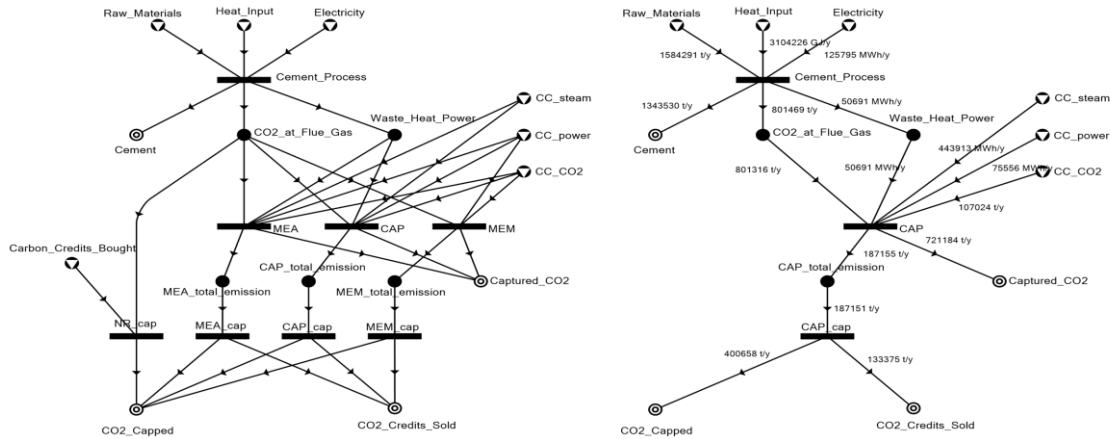 Raw_Materials
Heat_Input
Electricity
Cement_Process
Cement
CO2_at_Flue_Gas
Waste_Heat_Power
CC_steam
CC_power
CC_CO2
MEA
CAP
MEM
Carbon_Credits_Bought
MEA_total_emission
CAP_total_emission
MEM_total_emission
Captured_CO2
NR_cap
MEA_cap
CAP_cap
MEM_cap
CO2_Capped
CO2_Credits_Sold
Raw_Materials
Heat_Input
Electricity
1584291 t/y
3104226 GJ/y
125795 MWh/y
Cement_Process
1343530 t/y
801469 t/y
50691 MWh/y
Cement
CO2_at_Flue_Gas
Waste_Heat_Power
CC_steam
CC_power
CC_CO2
801316 t/y
50691 MWh/y
443913 MWh/y
75556 MWh/y
107024 t/y
CAP
187155 t/y
721184 t/y
CAP_total_emission
Captured_CO2
187151 t/y
CAP_cap
400658 t/y
133375 t/y
CO2_Capped
CO2_Credits_Sold